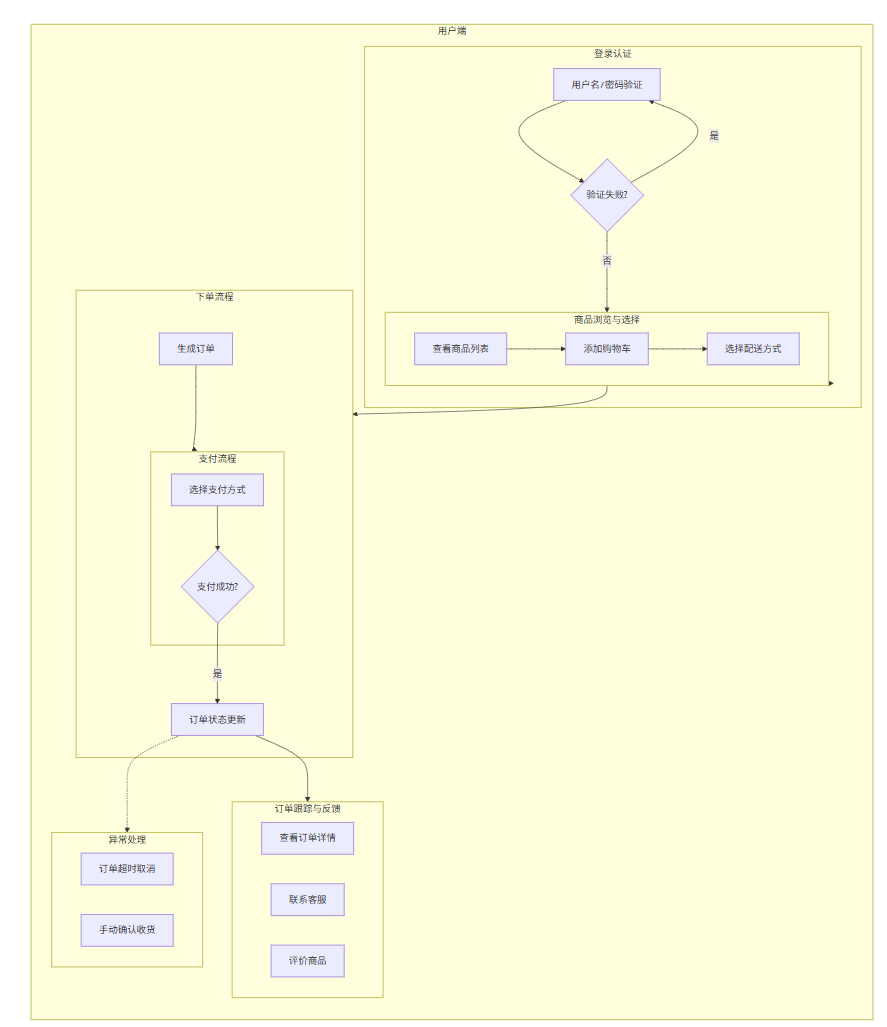 用户端
登录认证
用户名/密码验证
是
验证失败?
否
商品浏览与选择
查看商品列表
添加购物车
选择配送方式
下单流程
生成订单
支付流程
选择支付方式
支付成功?
是
订单状态更新
异常处理
订单超时取消
手动确认收货
订单跟踪与反馈
查看订单详情
联系客服
评价商品